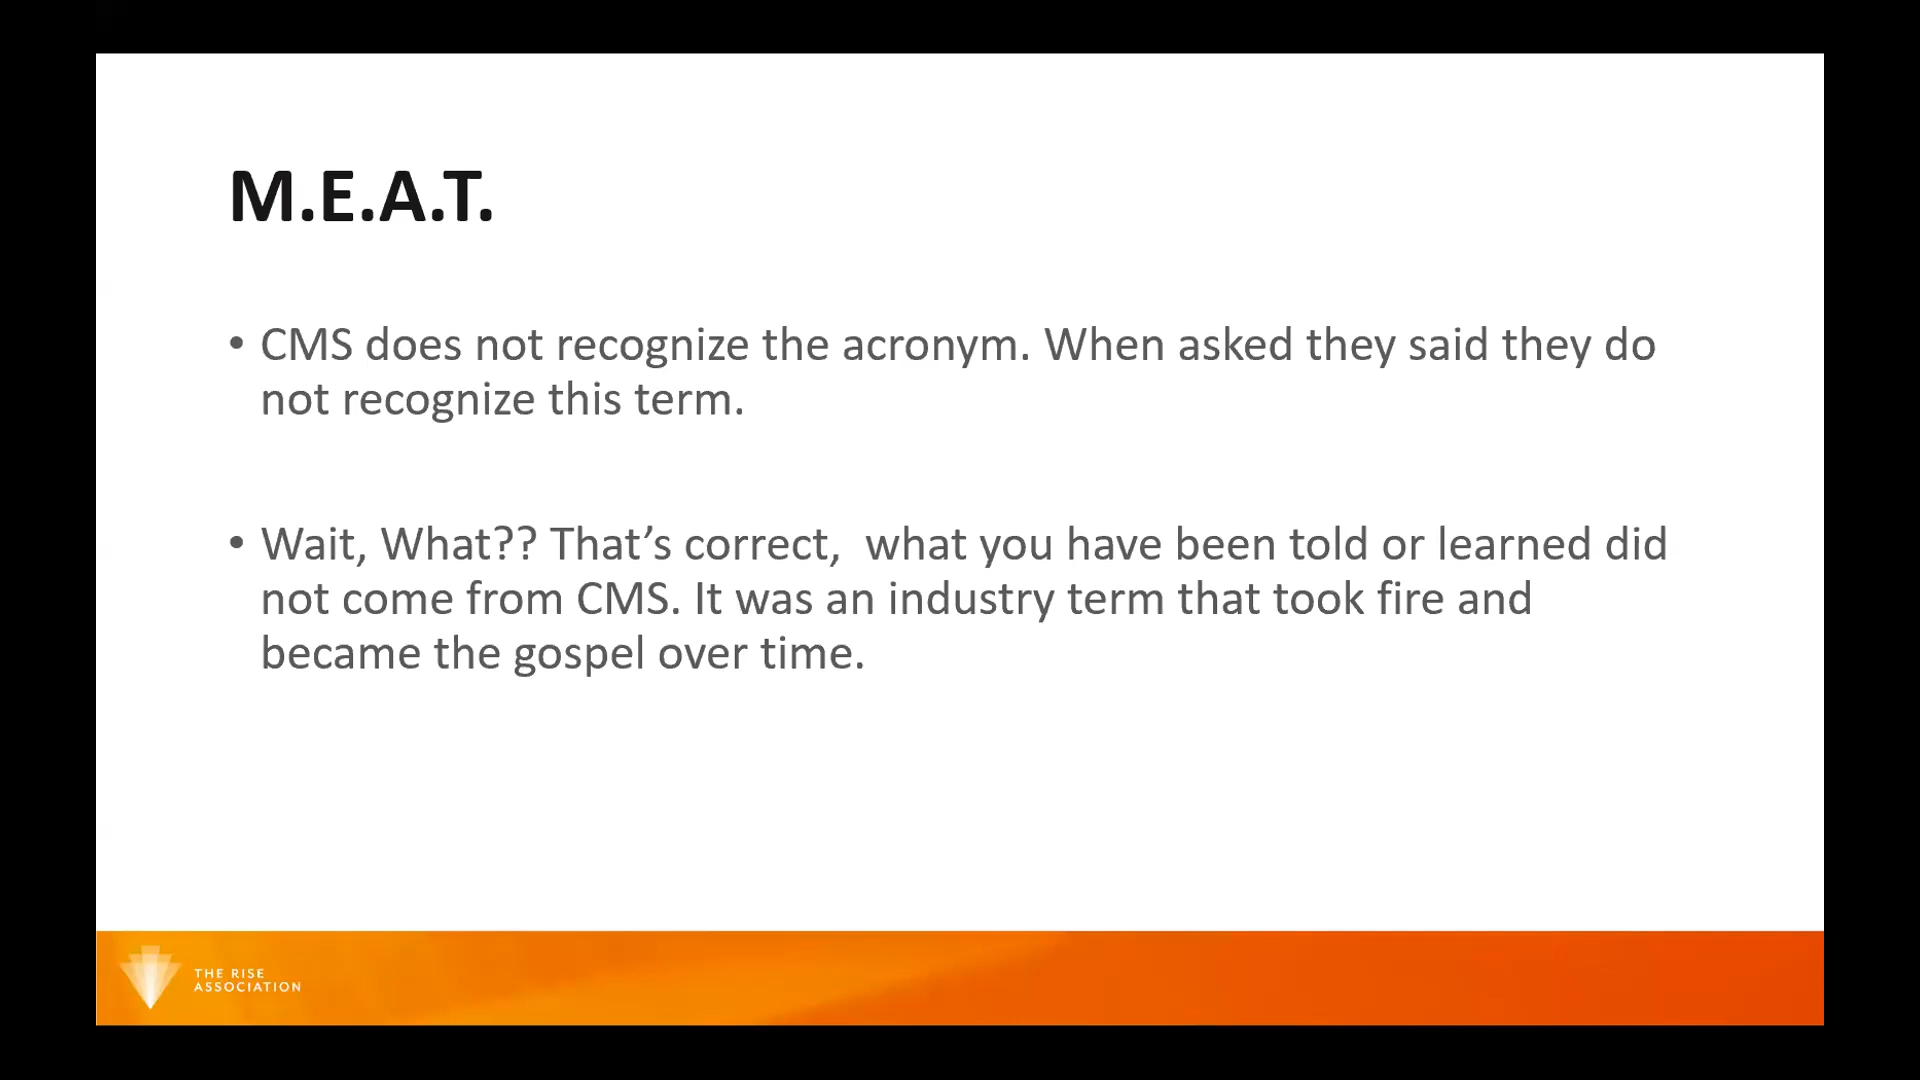 M.E.A.T.
• CMS does not recognize the acronym. When asked they said they do
not recognize this term.
• Wait, What?? That’s correct,  what you have been told or learned did
not come from CMS. It was an industry term that took fire and
became the gospel over time.
THE RISE
ASSOCIATION